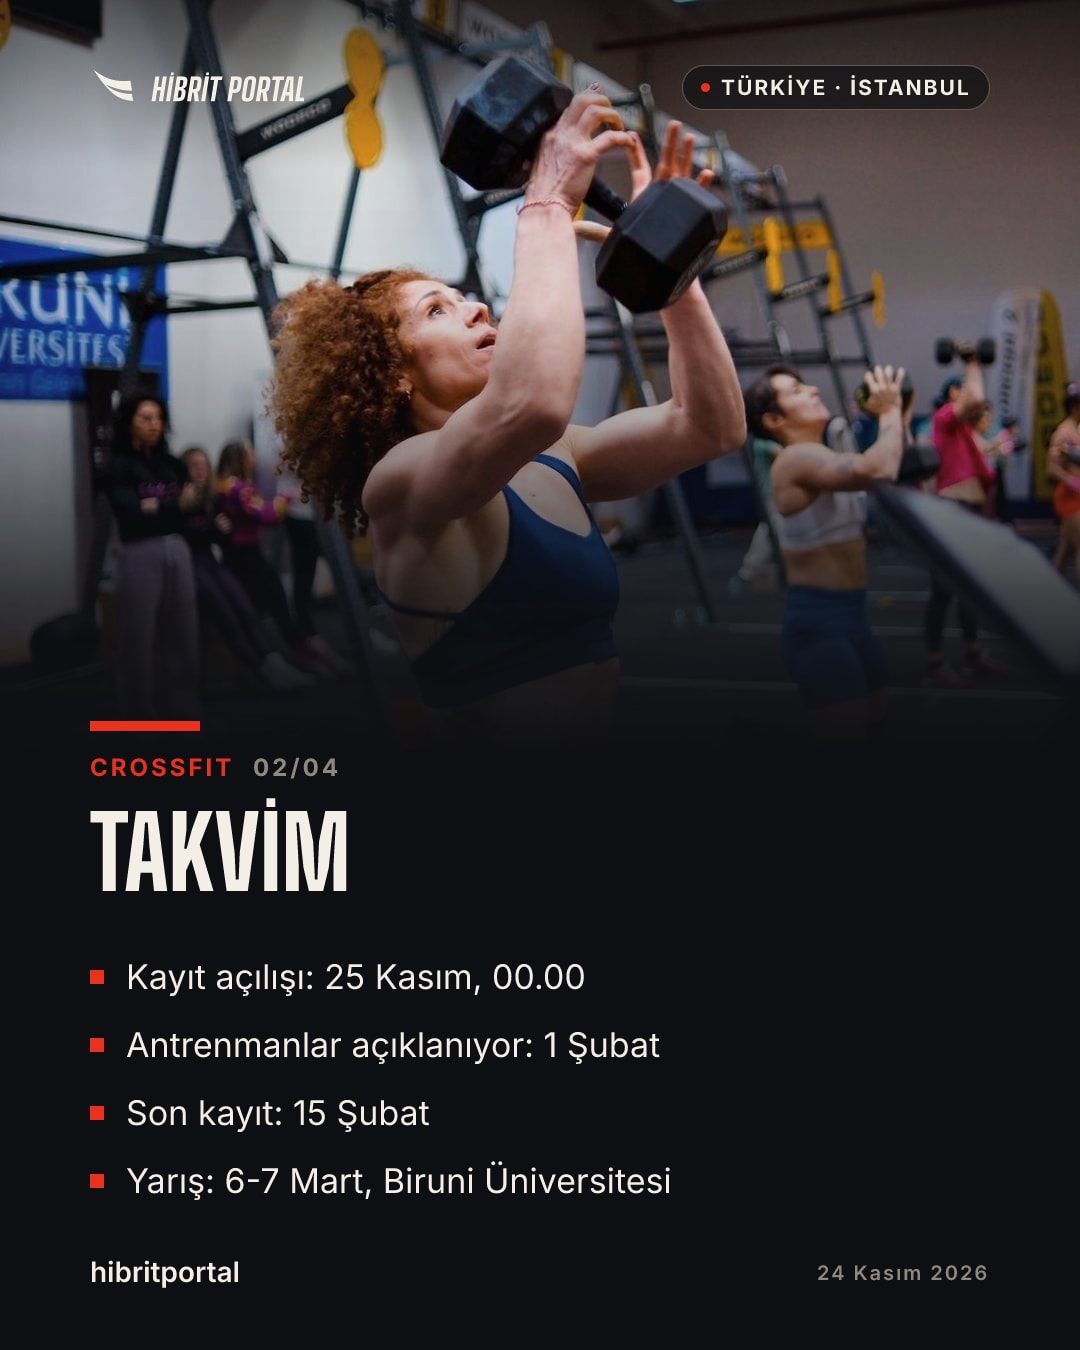 HİBRİT PORTAL
TÜRKİYE · İSTANBUL
CROSSFIT 02/04
TAKVİM
Kayıt açılışı: 25 Kasım, 00.00
Antrenmanlar açıklanıyor: 1 Şubat
Son kayıt: 15 Şubat
Yarış: 6-7 Mart, Biruni Üniversitesi
hibritportal
24 Kasım 2026